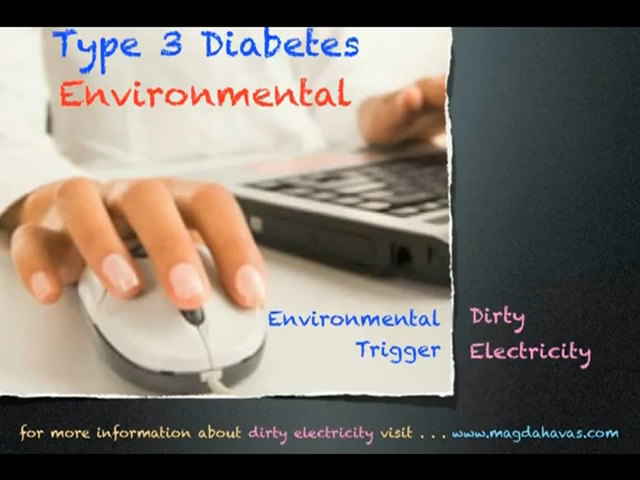 Type 3 Diabetes
Environmental
Environmental Dirty
Trigger Electricity
for more information about dirty electricity visit . . . www.magdahavas.com